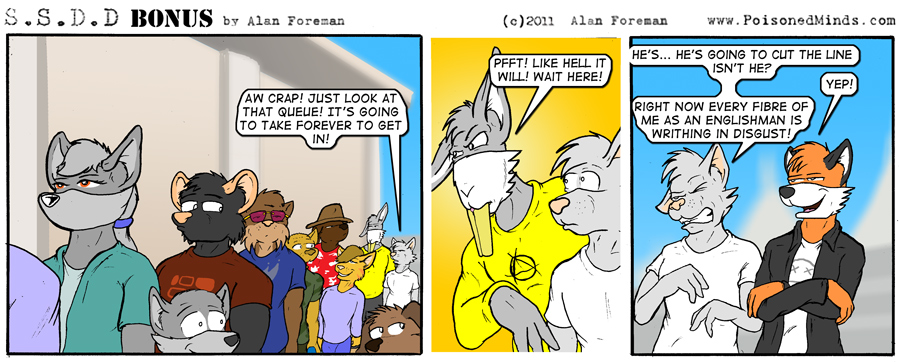 S.S.D.D BONUS by Alan Foreman (c)2011 Alan Foreman www.PoisonedMinds.com
AW CRAP! JUST LOOK AT
THAT QUEUE! IT'S GOING
TO TAKE FOREVER TO GET
IN!
PFFT! LIKE HELL IT
WILL! WAIT HERE!
HE'S... HE'S GOING TO CUT THE LINE
ISN'T HE?
YEP!
RIGHT NOW EVERY FIBRE OF
ME AS AN ENGLISHMAN IS
WRITHING IN DISGUST!